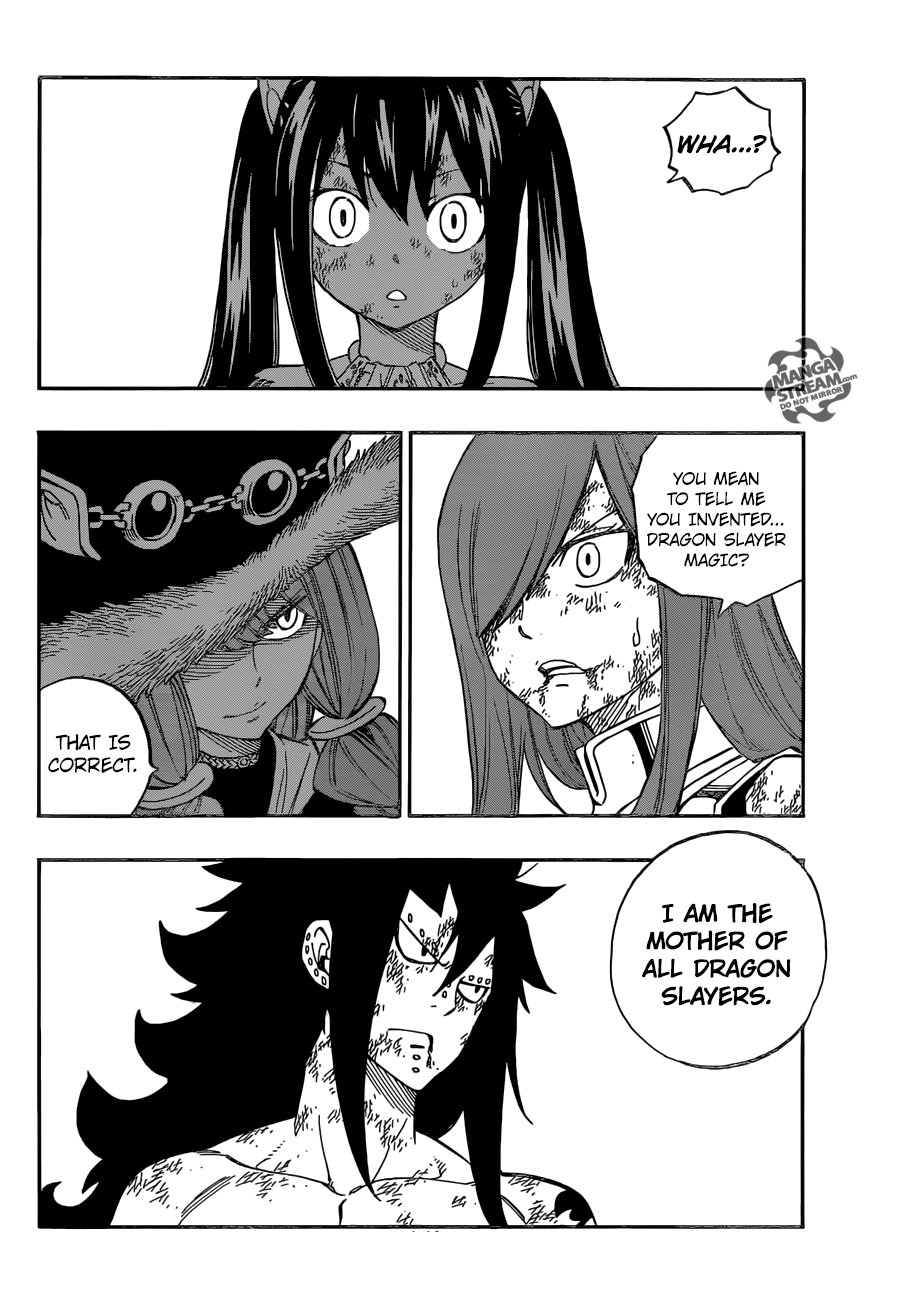 WHA...?
MANGA
STREAM.com
DO NOT MIRROR
YOU MEAN
TO TELL ME
YOU INVENTED...
DRAGON SLAYER
MAGIC?
THAT IS
CORRECT.
I AM THE
MOTHER OF
ALL DRAGON
SLAYERS.